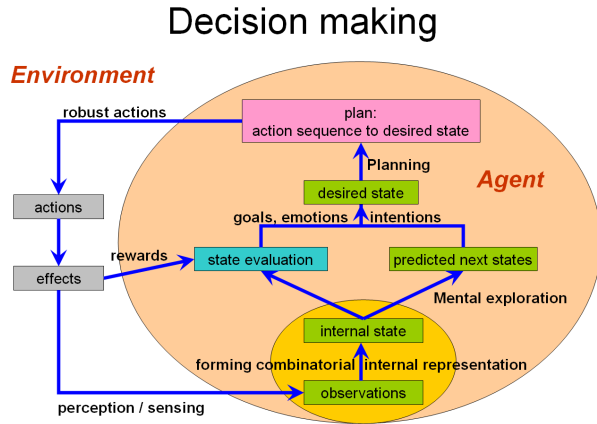 Decision making
Environment
robust actions
plan:
action sequence to desired state
Planning
Agent
desired state
actions
goals, emotions intentions
rewards
state evaluation
predicted next states
effects
Mental exploration
internal state
forming combinatorial internal representation
observations
perception / sensing